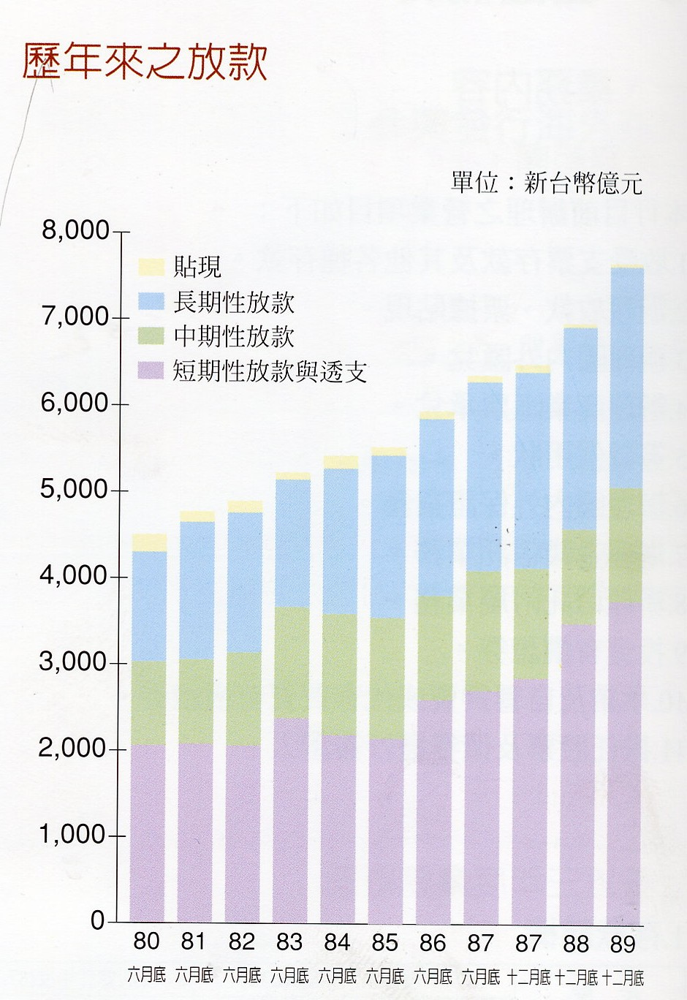 歷年來之放款
單位：新台幣億元
8,000
7,000
6,000
5,000
4,000
3,000
2,000
1,000
0
貼現
長期性放款
中期性放款
短期性放款與透支
80 81 82 83 84 85 86 87 87 88 89
六月底 六月底 六月底 六月底 六月底 六月底 六月底 六月底 十二月底 十二月底 十二月底